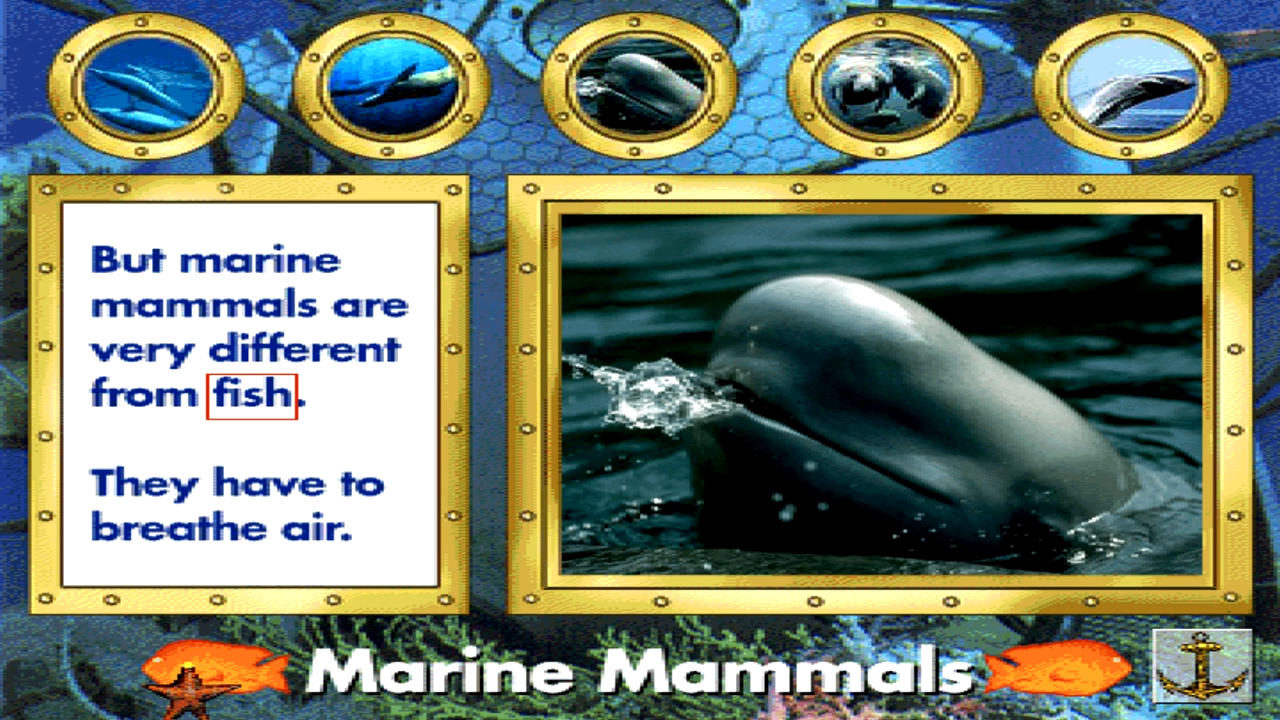 But marine
mammals are
very different
from fish.
They have to
breathe air.
Marine Mammals